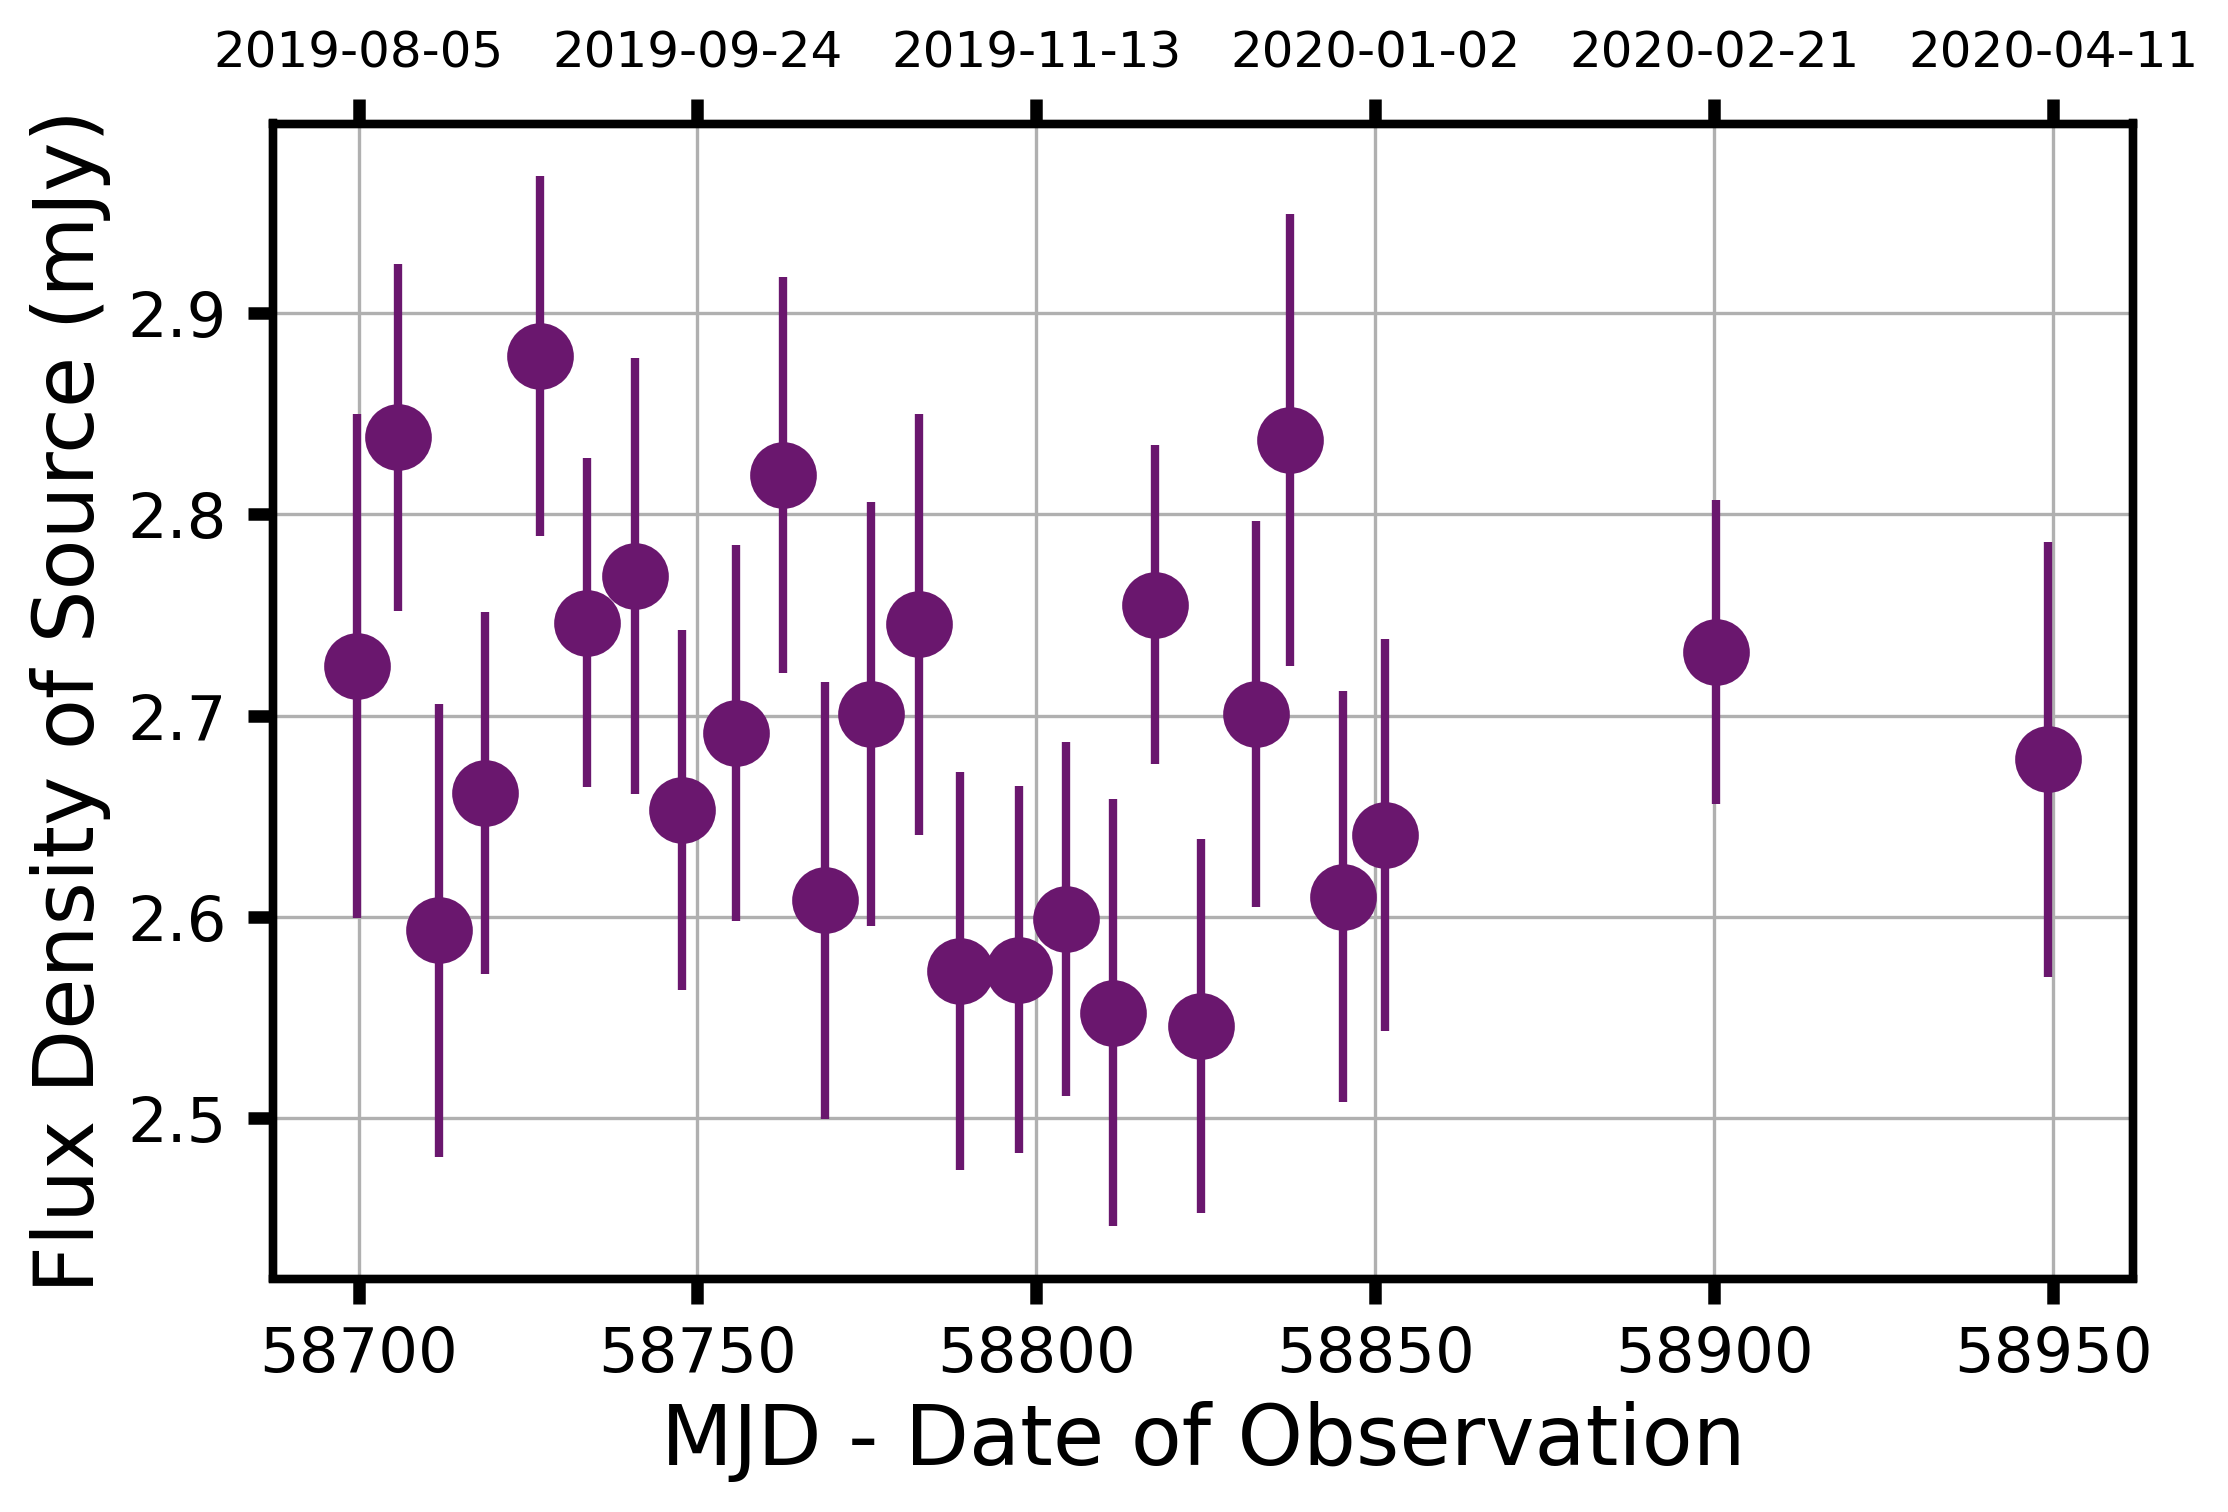 2019-08-05 2019-09-24 2019-11-13 2020-01-02 2020-02-21 2020-04-11
Flux Density of Source (mJy)
2.9
2.8
2.7
2.6
2.5
58700 58750 58800 58850 58900 58950
MJD - Date of Observation